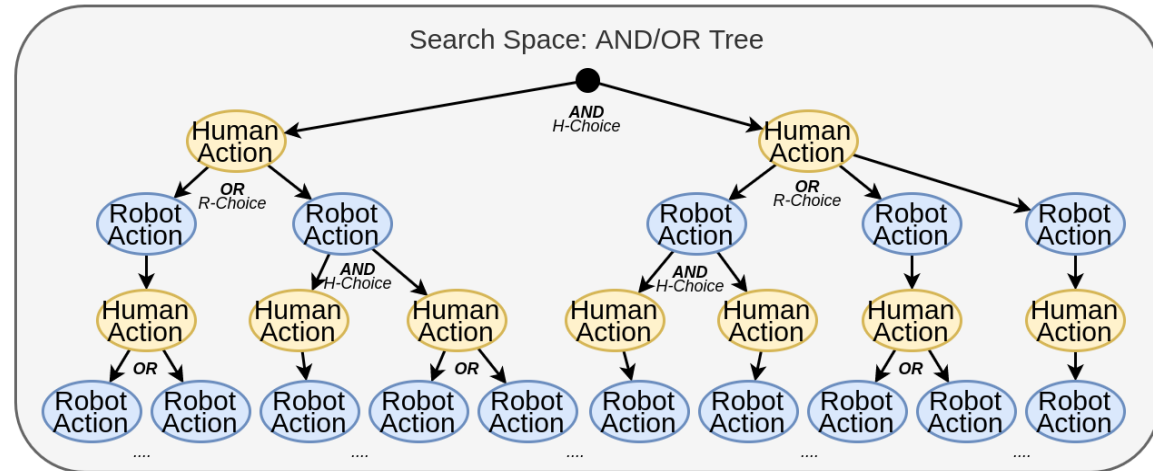 Search Space: AND/OR Tree
AND
H-Choice
Human
Action
Human
Action
OR
R-Choice
OR
R-Choice
Robot
Action
Robot
Action
Robot
Action
Robot
Action
Robot
Action
AND
H-Choice
AND
H-Choice
Human
Action
Human
Action
Human
Action
Human
Action
Human
Action
Human
Action
Human
Action
OR
OR
OR
Robot
Action
Robot
Action
Robot
Action
Robot
Action
Robot
Action
Robot
Action
Robot
Action
Robot
Action
Robot
Action
Robot
Action
....
....
....
....
....